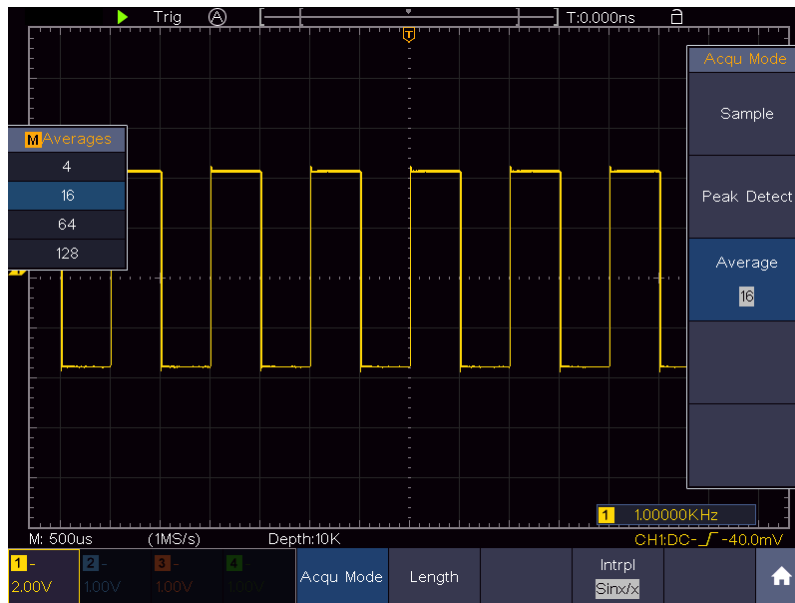 Trig A T:0.000ns
T
Acqu Mode
Sample
Peak Detect
Average
16
M Averages
4
16
64
128
1 1.00000KHz
M: 500us (1MS/s) Depth:10K CH1:DC- -40.0mV
1 - 2 - 3 - 4 -
2.00V 1.00V 1.00V 1.00V
Acqu Mode Length Intrpl
Sinx/x